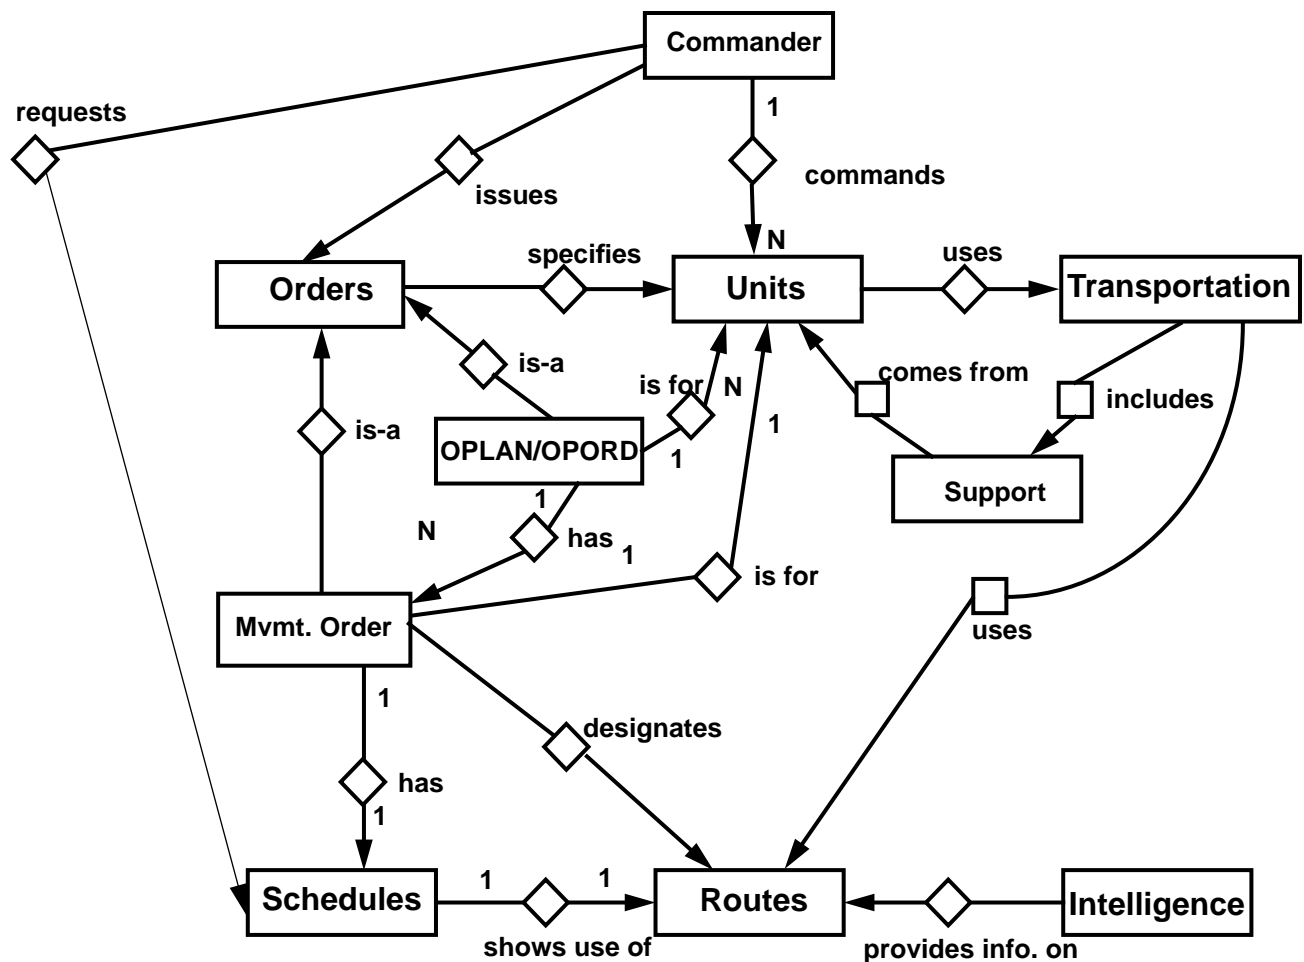 Commander
requests
1
issues
commands
N
specifies
uses
Orders
Units
Transportation
is-a
is for
N
comes from
includes
is-a
1
OPLAN/OPORD
1
Support
1
N
has
1
is for
Mvmt. Order
uses
1
designates
has
1
Schedules
1
1
Routes
Intelligence
shows use of
provides info. on